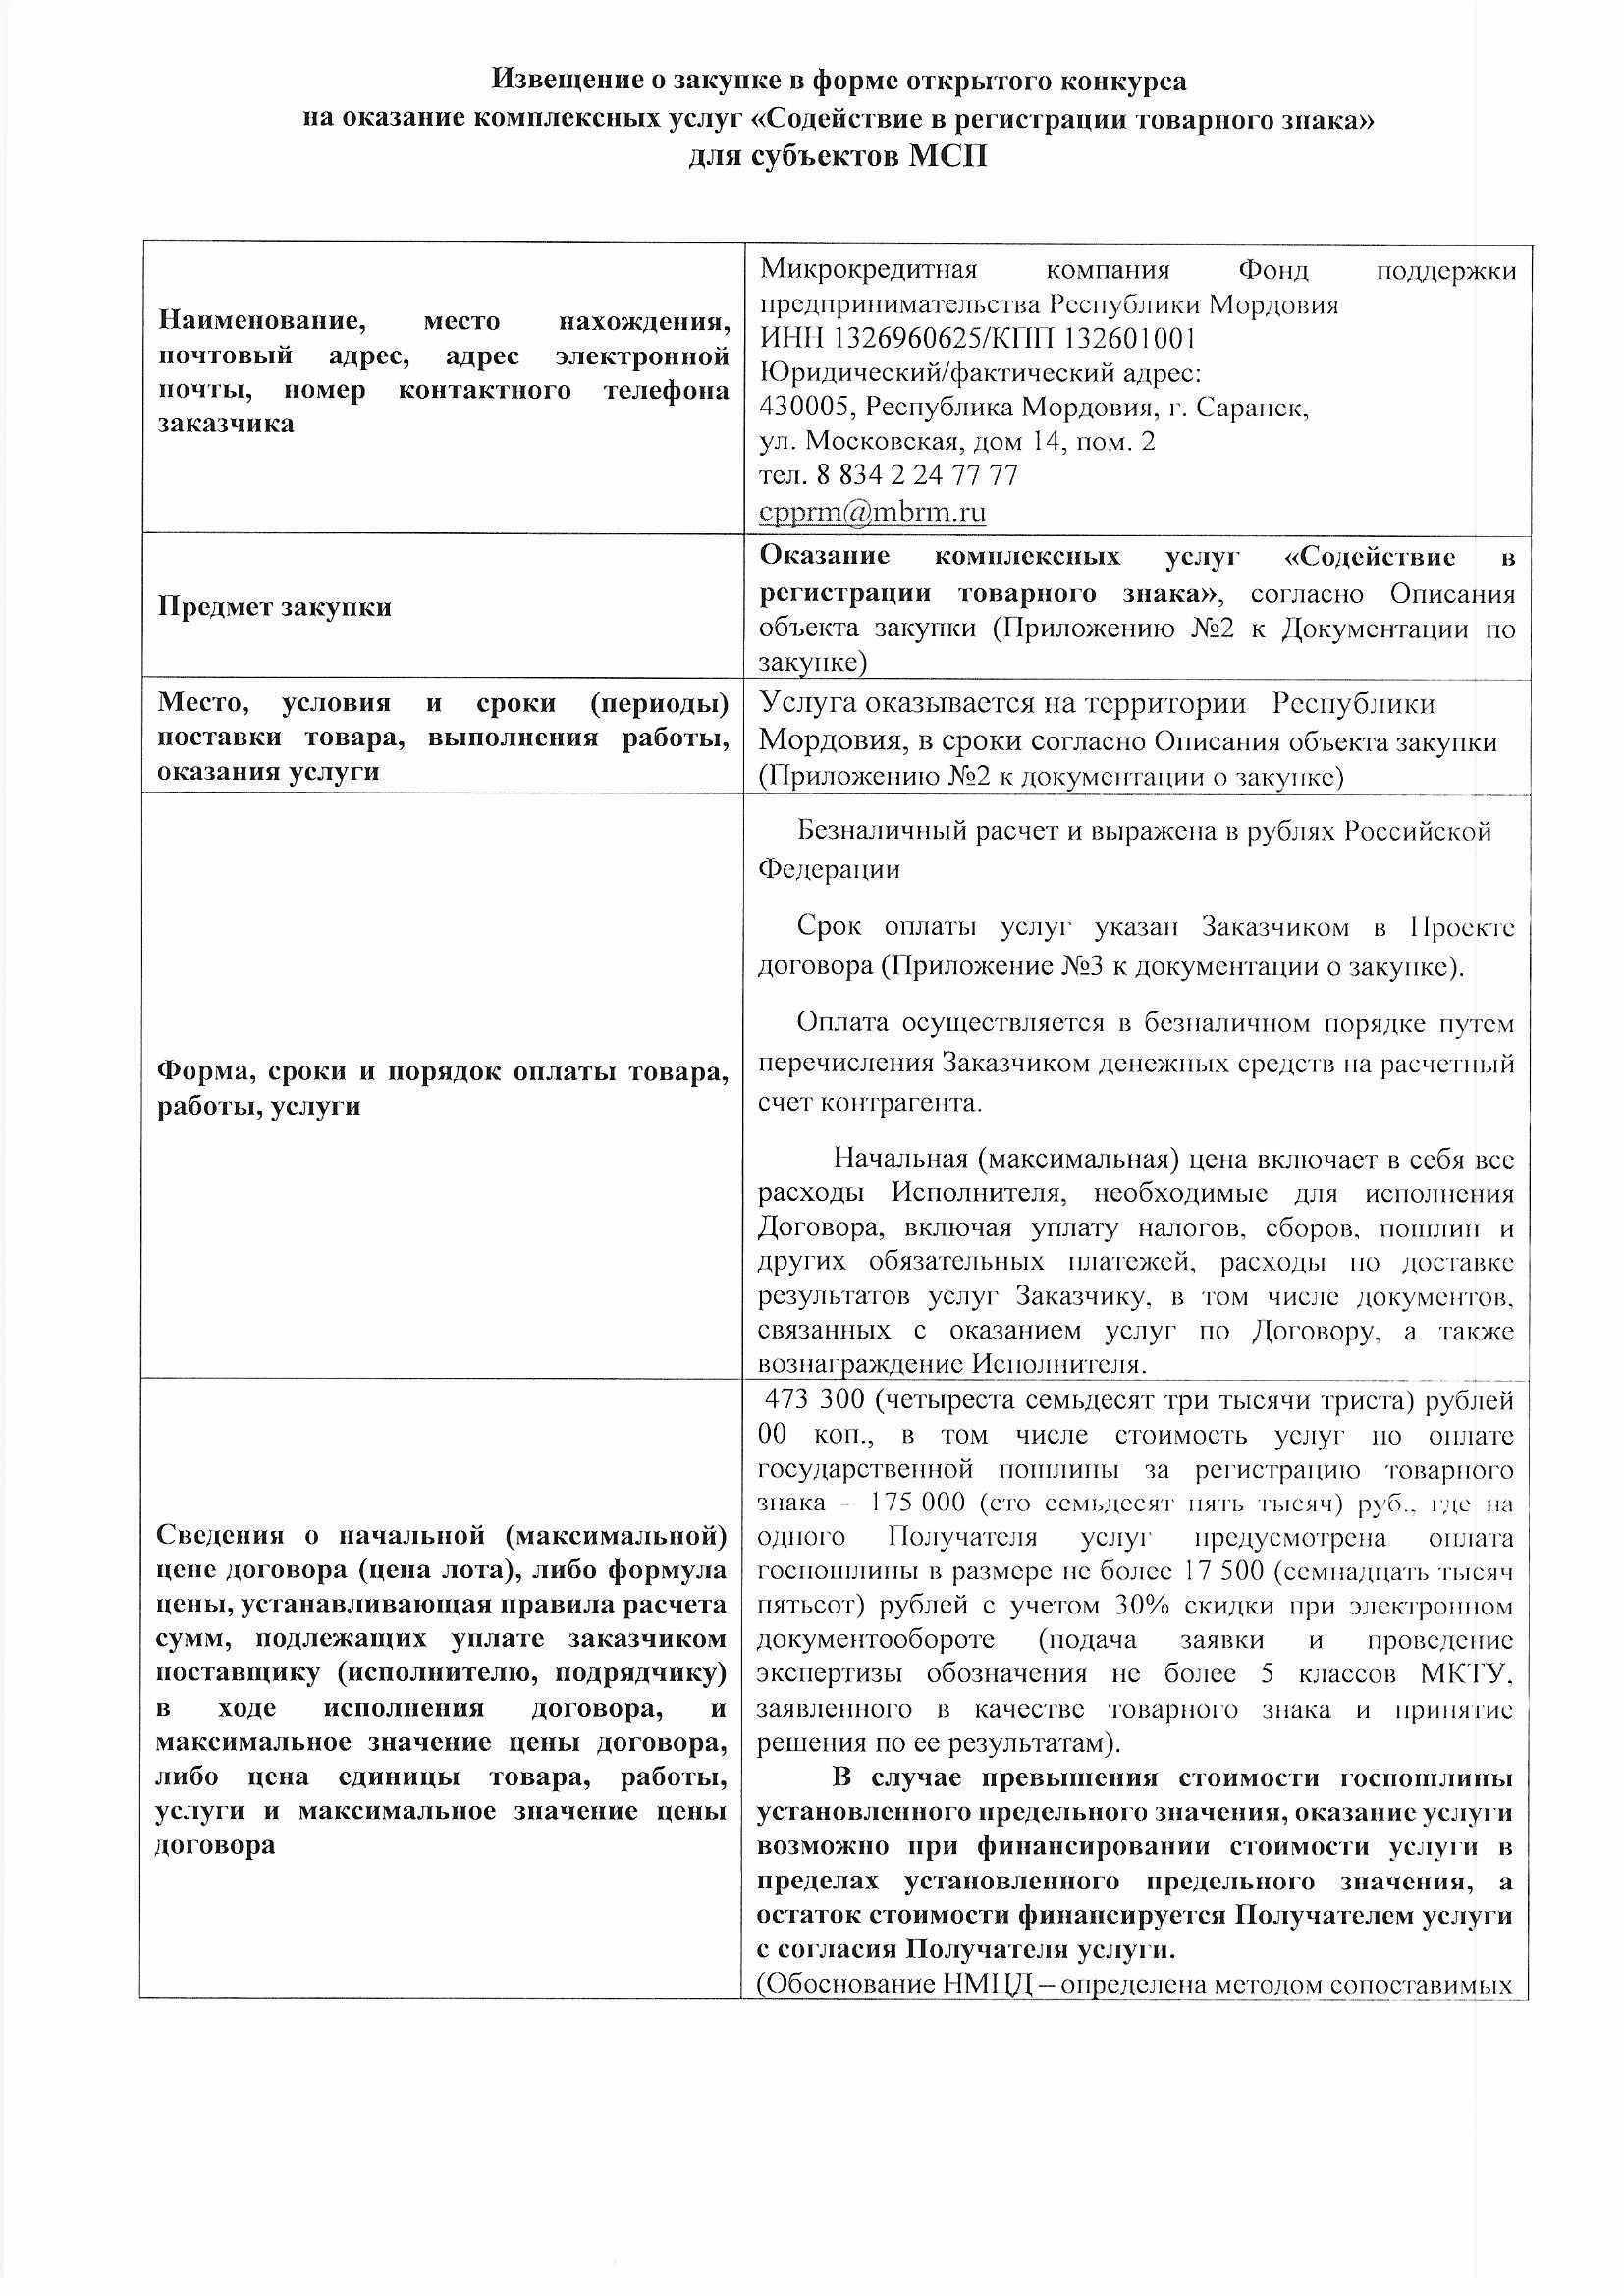 Извещение о закупке в форме открытого конкурса
на оказание комплексных услуг «Содействие в регистрации товарного знака»
для субъектов МСП
Наименование, место нахождения,
почтовый адрес, адрес электронной
почты, номер контактного телефона
заказчика
Микрокредитная компания Фонд поддержки
предпринимательства Республики Мордовия
ИНН 1326960625/КПП 132601001
Юридический/фактический адрес:
430005, Республика Мордовия, г. Саранск,
ул. Московская, дом 14, пом. 2
тел. 8 834 2 24 77 77
cpprm@mbrm.ru
Предмет закупки
Оказание комплексных услуг «Содействие в
регистрации товарного знака», согласно Описания
объекта закупки (Приложению №2 к Документации по
закупке)
Место, условия и сроки (периоды)
поставки товара, выполнения работы,
оказания услуги
Услуга оказывается на территории Республики
Мордовия, в сроки согласно Описания объекта закупки
(Приложению №2 к документации о закупке)
Форма, сроки и порядок оплаты товара,
работы, услуги
Безналичный расчет и выражена в рублях Российской
Федерации
Срок оплаты услуг указан Заказчиком в Проекте
договора (Приложение №3 к документации о закупке).
Оплата осуществляется в безналичном порядке путем
перечисления Заказчиком денежных средств на расчетный
счет контрагента.
Начальная (максимальная) цена включает в себя все
расходы Исполнителя, необходимые для исполнения
Договора, включая уплату налогов, сборов, пошлин и
других обязательных платежей, расходы по доставке
результатов услуг Заказчику, в том числе документов,
связанных с оказанием услуг по Договору, а также
вознаграждение Исполнителя.
Сведения о начальной (максимальной)
цене договора (цена лота), либо формула
цены, устанавливающая правила расчета
сумм, подлежащих уплате заказчиком
поставщику (исполнителю, подрядчику)
в ходе исполнения договора, и
максимальное значение цены договора,
либо цена единицы товара, работы,
услуги и максимальное значение цены
договора
473 300 (четыреста семьдесят три тысячи триста) рублей
00 коп., в том числе стоимость услуг по оплате
государственной пошлины за регистрацию товарного
знака – 175 000 (сто семьдесят пять тысяч) руб., где на
одного Получателя услуг предусмотрена оплата
госпошлины в размере не более 17 500 (семнадцать тысяч
пятьсот) рублей с учетом 30% скидки при электронном
документообороте (подача заявки и проведение
экспертизы обозначения не более 5 классов МКТУ,
заявленного в качестве товарного знака и принятие
решения по ее результатам).
В случае превышения стоимости госпошлины
установленного предельного значения, оказание услуги
возможно при финансировании стоимости услуги в
пределах установленного предельного значения, а
остаток стоимости финансируется Получателем услуги
с согласия Получателя услуги.
(Обоснование НМЦД – определена методом сопоставимых